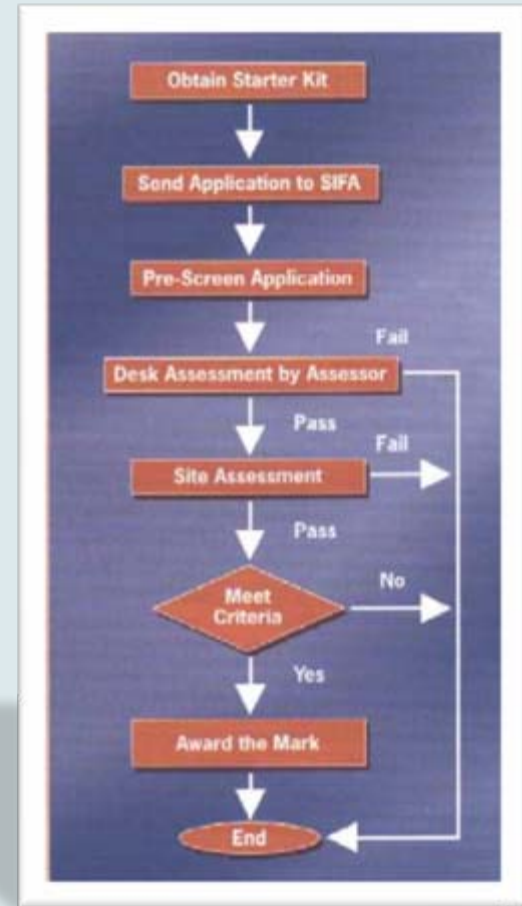 Obtain Starter Kit
Send Application to SIFA
Pre-Screen Application
Fail
Desk Assessment by Assessor
Pass
Fail
Site Assessment
Pass
Meet
Criteria
No
Yes
Award the Mark
End